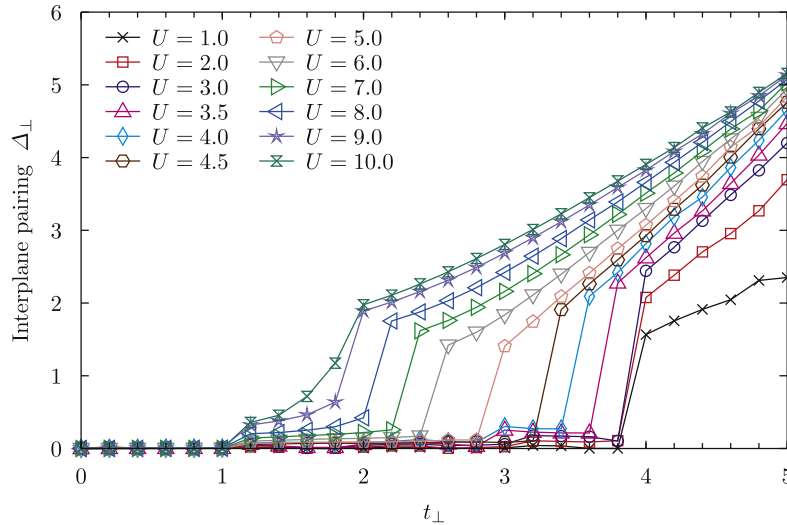 6
5
4
3
2
1
0
Interplane pairing Δ⊥
U = 1.0
U = 2.0
U = 3.0
U = 3.5
U = 4.0
U = 4.5
U = 5.0
U = 6.0
U = 7.0
U = 8.0
U = 9.0
U = 10.0
0 1 2 3 4 5
t⊥